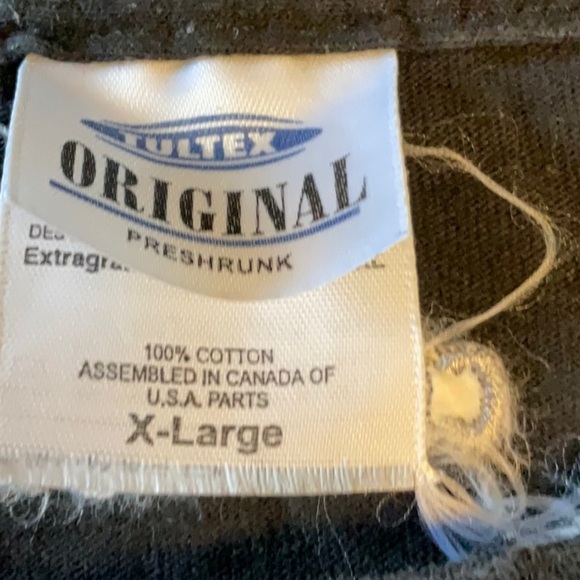 TULTEX
ORIGINAL
PRESHRUNK
100% COTTON
ASSEMBLED IN CANADA OF
U.S.A. PARTS
X-Large